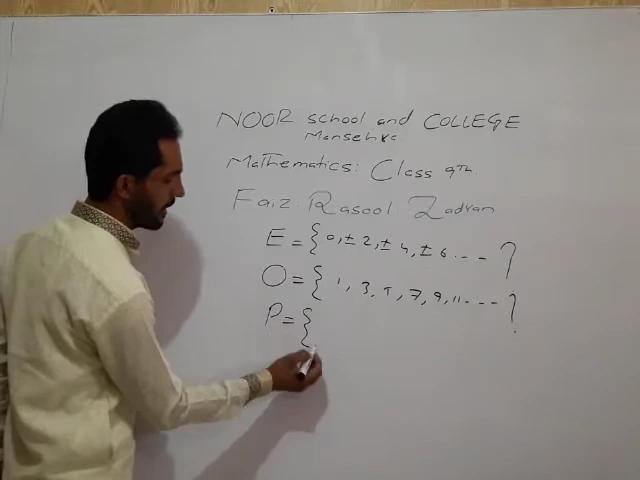 NOOR school and COLLEGE
Mansehra
Mathematics: Class 9TH.
Faiz Rasool Zadran
E = { 0, ± 2, ± 4, ± 6 ... }
O = { 1, 3, 5, 7, 9, 11 ... }
P = {